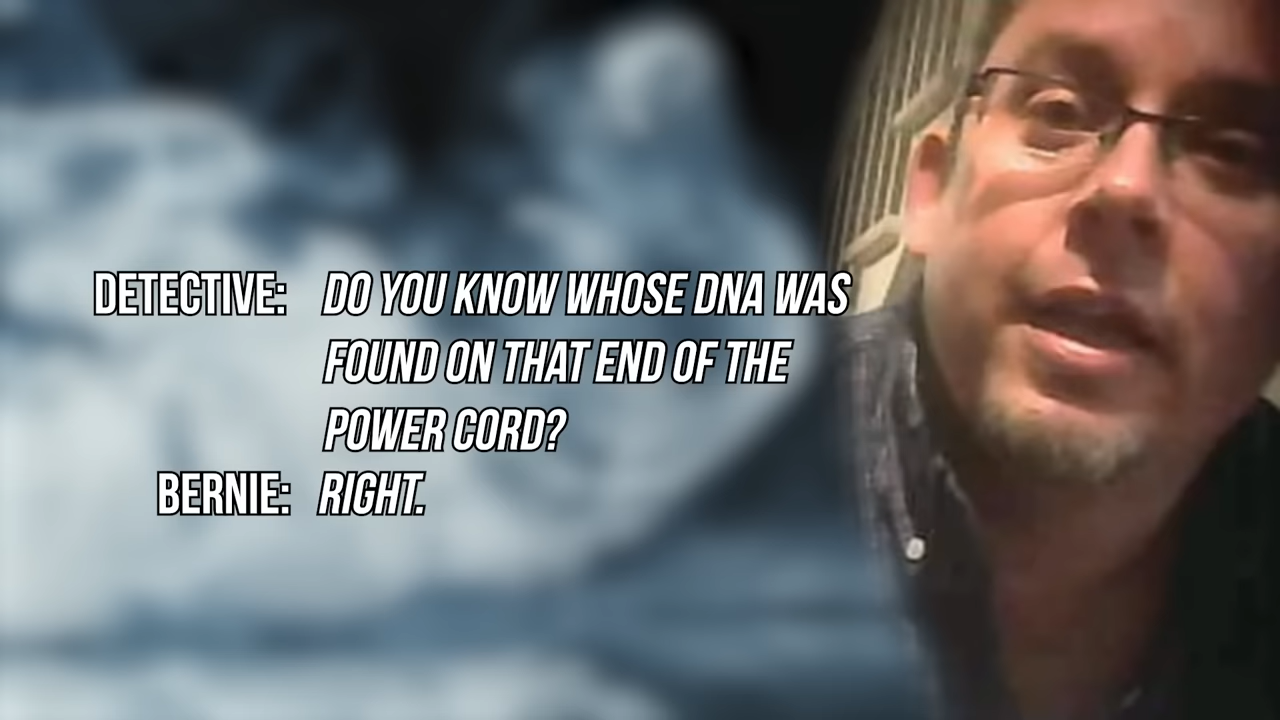 DETECTIVE: DO YOU KNOW WHOSE DNA WAS
FOUND ON THAT END OF THE
POWER CORD?
BERNIE: RIGHT.